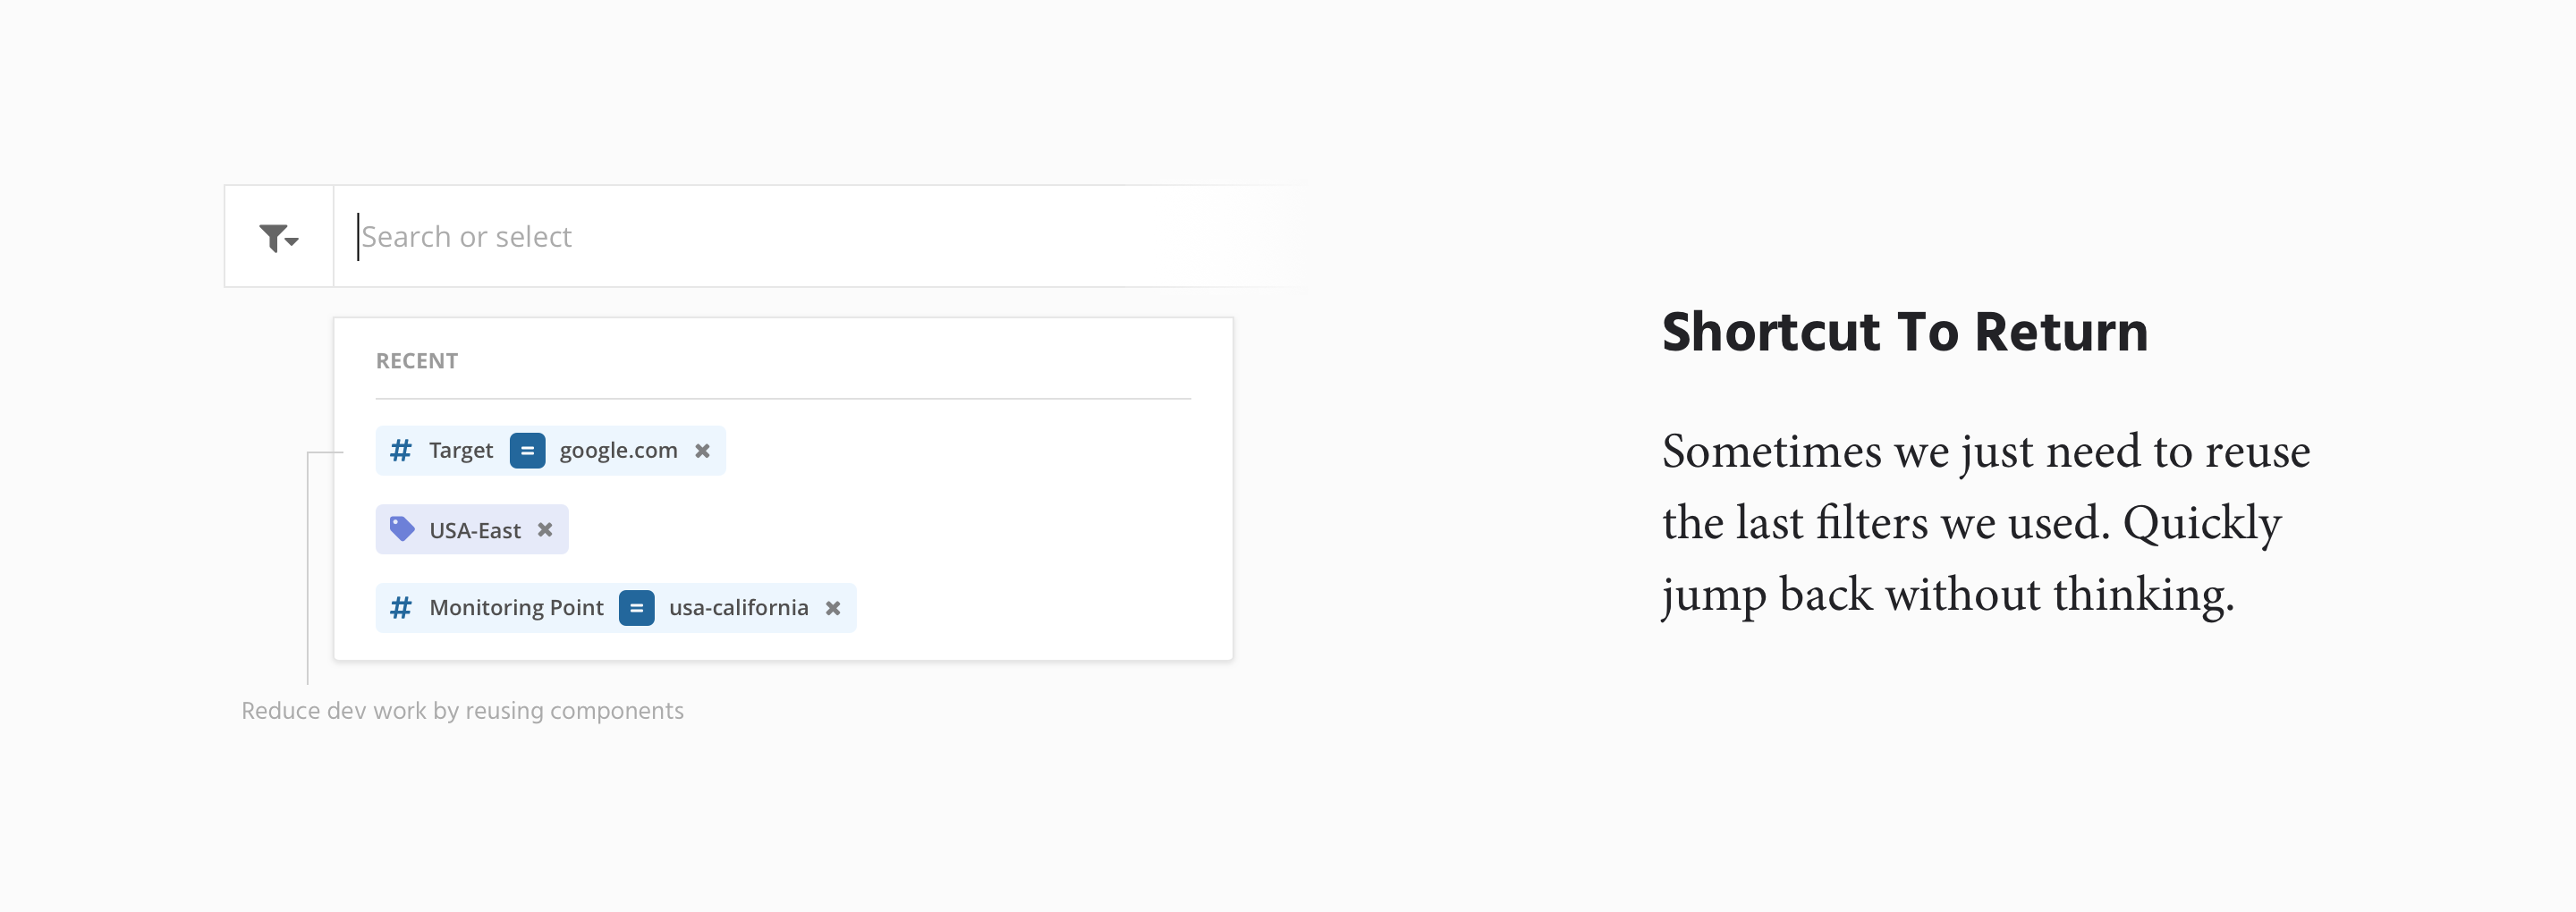 Search or select
RECENT
# Target = google.com ✖
USA-East ✖
# Monitoring Point = usa-california ✖
Reduce dev work by reusing components
Shortcut To Return
Sometimes we just need to reuse
the last filters we used. Quickly
jump back without thinking.